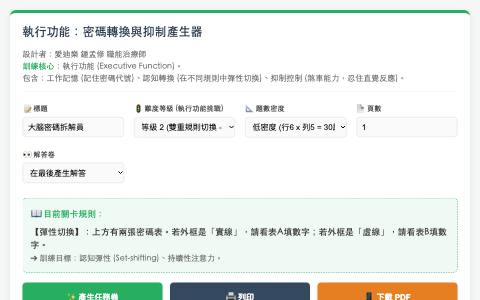 執行功能：密碼轉換與抑制產生器
設計者：愛迪樂 鍾孟修 職能治療師
訓練核心：執行功能 (Executive Function)。
包含：工作記憶 (記住密碼代號)、認知轉換 (在不同規則中彈性切換)、抑制控制 (煞車能力，忍住直覺反應)。
📝 標題
🚦 難度等級 (執行功能挑戰)
📐 題數密度
📄 頁數
大腦密碼拆解員
等級 2 (雙重規則切換 -
低密度 (行6 x 列5 = 30
1
👀 解答卷
在最後產生解答
📖 目前關卡規則：
【彈性切換】：上方有兩張密碼表。若外框是「實線」，請看表A填數字；若外框是「虛線」，請看表B填數字。
➔ 訓練目標：認知彈性 (Set-shifting)、持續性注意力。
✨ 產生任務卷
🖨️ 列印
📱 下載 PDF